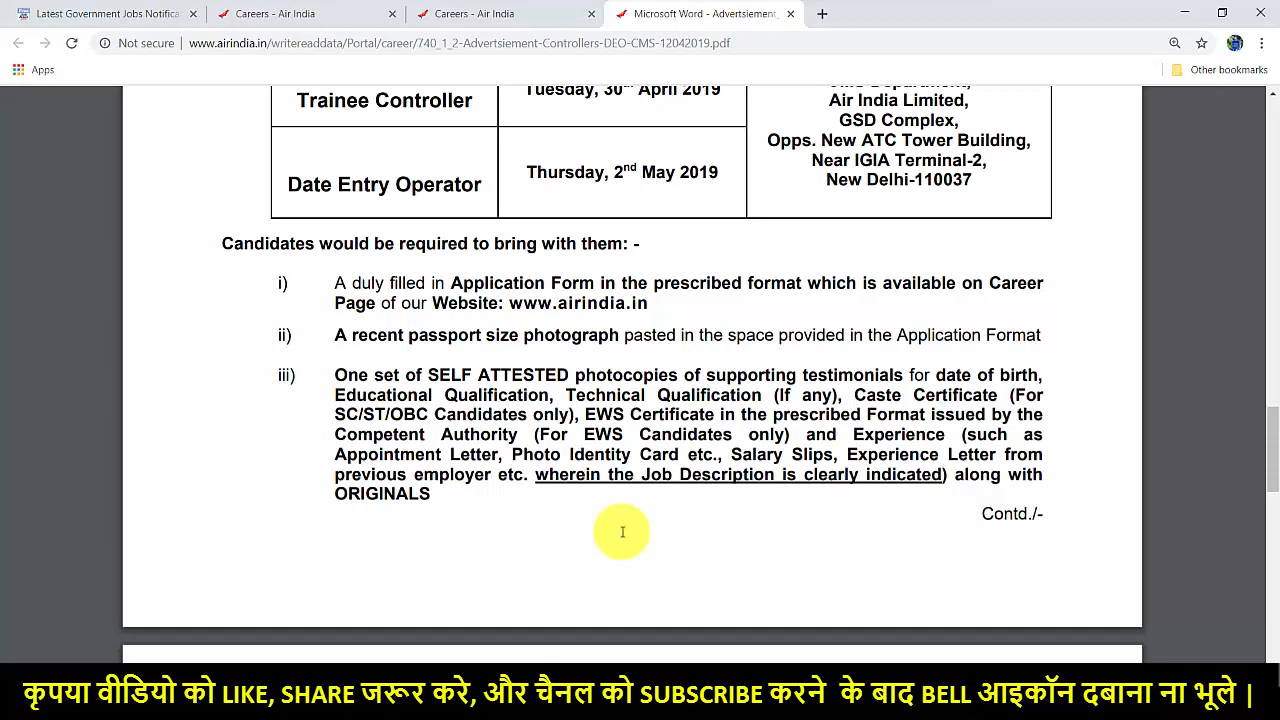 Latest Government Jobs Notifica
Careers - Air India
Careers - Air India
Microsoft Word - Advertsiement_
Not secure | www.airindia.in/writereaddata/Portal/career/740_1_2-Advertsiement-Controllers-DEO-CMS-12042019.pdf
Apps
Other bookmarks
Trainee Controller
Tuesday, 30th April 2019
CMS Department,
Air India Limited,
GSD Complex,
Opps. New ATC Tower Building,
Near IGIA Terminal-2,
New Delhi-110037
Date Entry Operator
Thursday, 2nd May 2019
Candidates would be required to bring with them: -
i) A duly filled in Application Form in the prescribed format which is available on Career
Page of our Website: www.airindia.in
ii) A recent passport size photograph pasted in the space provided in the Application Format
iii) One set of SELF ATTESTED photocopies of supporting testimonials for date of birth,
Educational Qualification, Technical Qualification (If any), Caste Certificate (For
SC/ST/OBC Candidates only), EWS Certificate in the prescribed Format issued by the
Competent Authority (For EWS Candidates only) and Experience (such as
Appointment Letter, Photo Identity Card etc., Salary Slips, Experience Letter from
previous employer etc. wherein the Job Description is clearly indicated) along with
ORIGINALS
Contd./-
कृपया वीडियो को LIKE, SHARE जरूर करे, और चैनल को SUBSCRIBE करने के बाद BELL आइकॉन दबाना ना भूले |